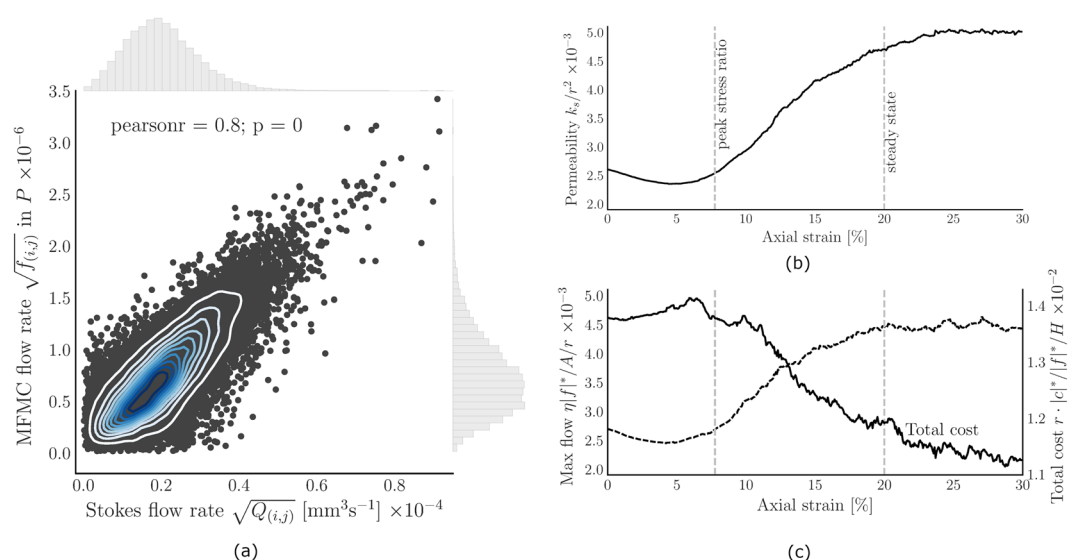 3.5
3.0
2.5
2.0
1.5
1.0
0.5
0.0
MFMC flow rate √f(i,j) in P ×10−6
pearsonr = 0.8; p = 0
0.0 0.2 0.4 0.6 0.8
Stokes flow rate √Q(i,j) [mm3s−1] ×10−4
(a)
5.0
4.5
4.0
3.5
3.0
2.5
2.0
Permeability ks/r2 ×10−3
peak stress ratio
steady state
0 5 10 15 20 25 30
Axial strain [%]
(b)
5.0
4.5
4.0
3.5
3.0
2.5
2.0
Max flow η|f|*/A/r ×10−3
Total cost
1.4
1.3
1.2
1.1
Total cost r · |c|*/|f|*/H ×10−2
0 5 10 15 20 25 30
Axial strain [%]
(c)